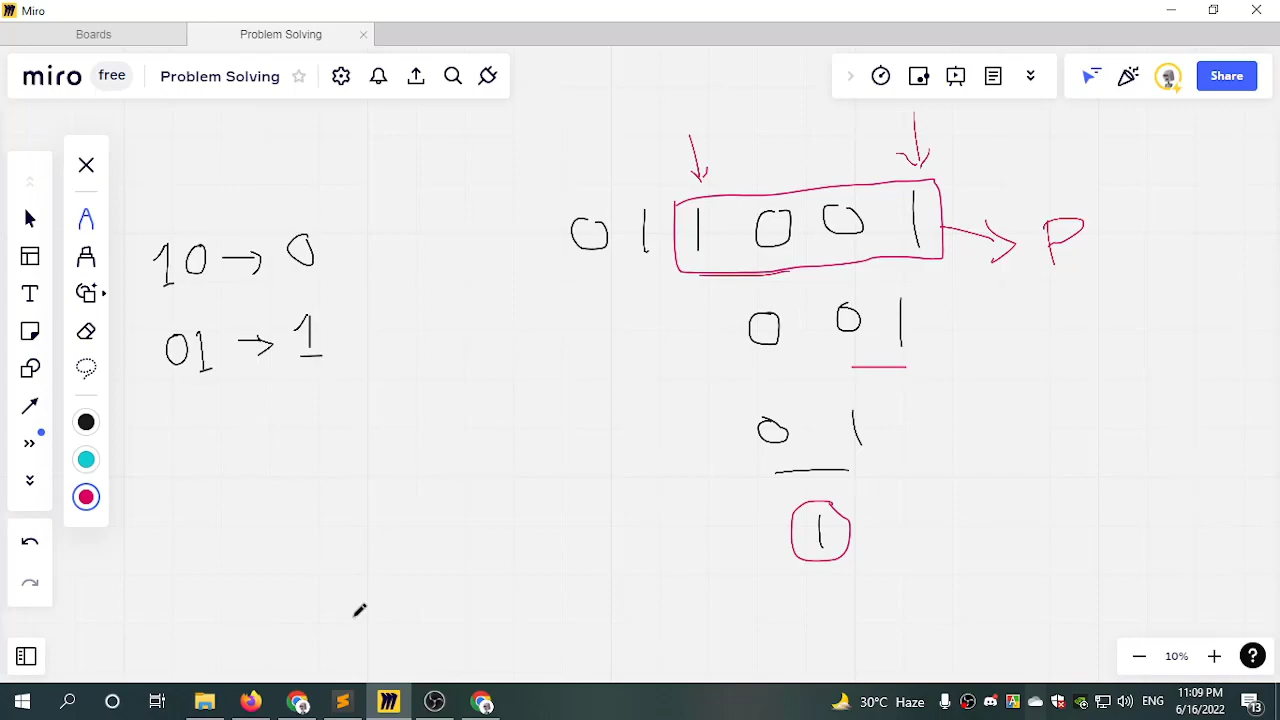 Miro
Boards
Problem Solving
miro free Problem Solving
Share
0 1 1 0 0 1 → P
10 → 0
0 0 1
01 → 1
0 1
1
10%
30°C Haze
ENG
11:09 PM
6/16/2022
13